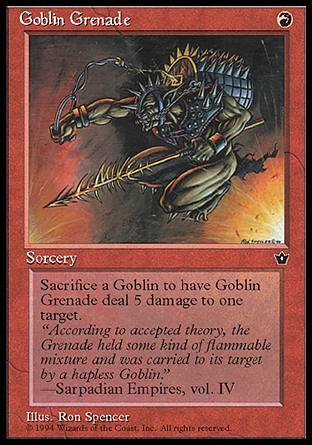 Goblin Grenade
Sorcery
Sacrifice a Goblin to have Goblin
Grenade deal 5 damage to one
target.
"According to accepted theory, the
Grenade held some kind of flammable
mixture and was carried to its target
by a hapless Goblin."
—Sarpadian Empires, vol. IV
Illus. Ron Spencer
© 1994 Wizards of the Coast, Inc. All rights reserved.